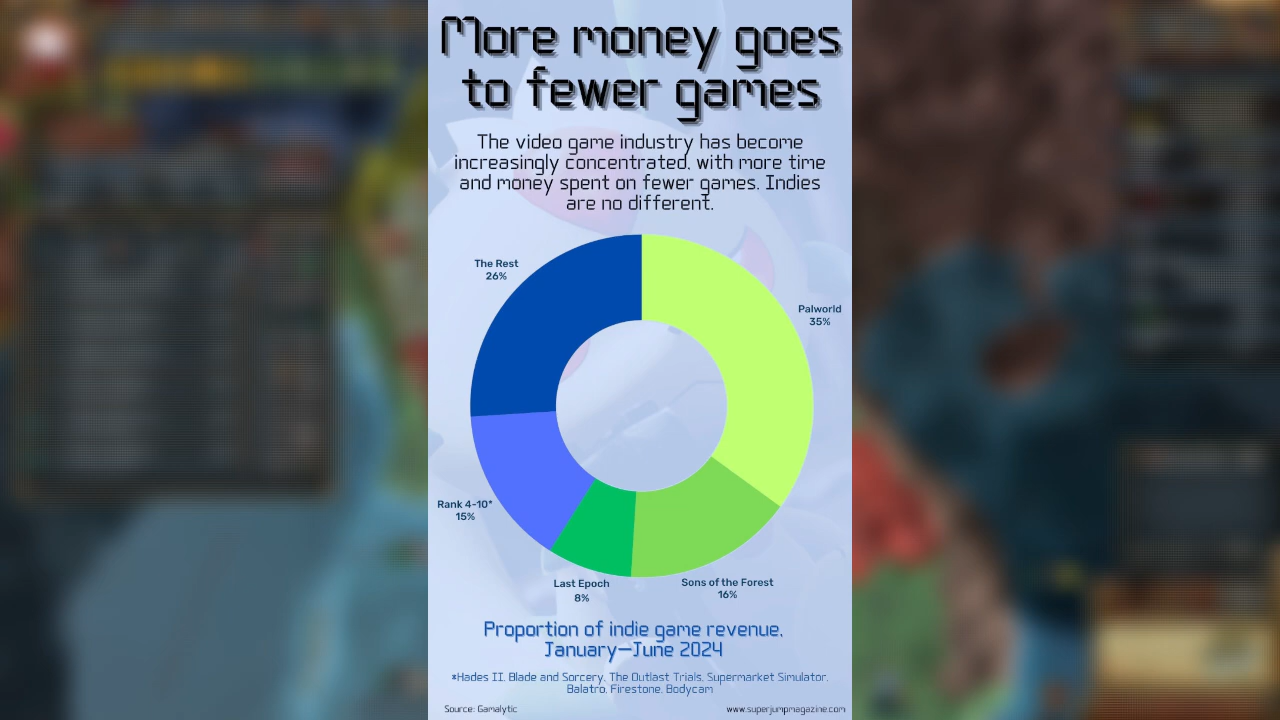 More money goes
to fewer games
The video game industry has become
increasingly concentrated, with more time
and money spent on fewer games. Indies
are no different.
The Rest
26%
Palworld
35%
Rank 4-10*
15%
Last Epoch
8%
Sons of the Forest
16%
Proportion of indie game revenue,
January—June 2024
*Hades II, Blade and Sorcery, The Outlast Trials, Supermarket Simulator,
Balatro, Firestone, Bodycam
Source: Gamalytic
www.superjumpmagazine.com